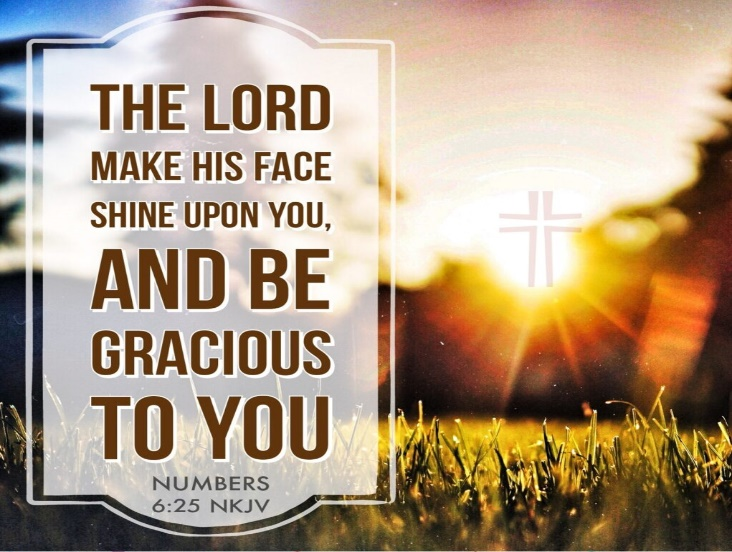 THE LORD
MAKE HIS FACE
SHINE UPON YOU,
AND BE
GRACIOUS
TO YOU
NUMBERS
6:25 NKJV